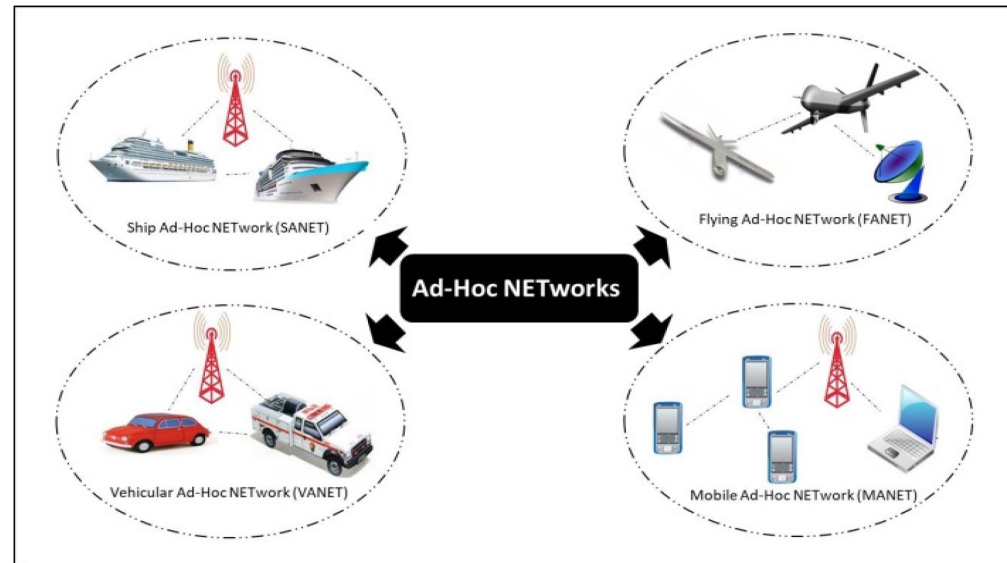 Ship Ad-Hoc NETwork (SANET)
Flying Ad-Hoc NETwork (FANET)
Ad-Hoc NETworks
Vehicular Ad-Hoc NETwork (VANET)
Mobile Ad-Hoc NETwork (MANET)